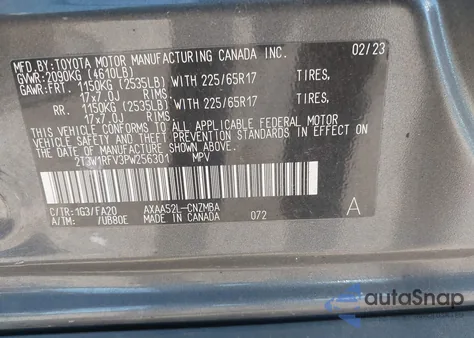 MFD.BY:TOYOTA MOTOR MANUFACTURING CANADA INC. 02/23
GVWR:2090KG (4610LB)
GAWR:FRT. 1150KG (2535LB) WITH 225/65R17 TIRES,
17x7.0J RIMS
RR. 1150KG (2535LB) WITH 225/65R17 TIRES,
17x7.0J RIMS
THIS VEHICLE CONFORMS TO ALL APPLICABLE FEDERAL MOTOR
VEHICLE SAFETY AND THEFT PREVENTION STANDARDS IN EFFECT ON
THE DATE OF MANUFACTURE SHOWN ABOVE.
2T3W1RFV3PW256301 MPV
C/TR:1G3/FA20 AXAA52L-CNZMBA
A/TM: /UB80E MADE IN CANADA 072 A
autoSnap